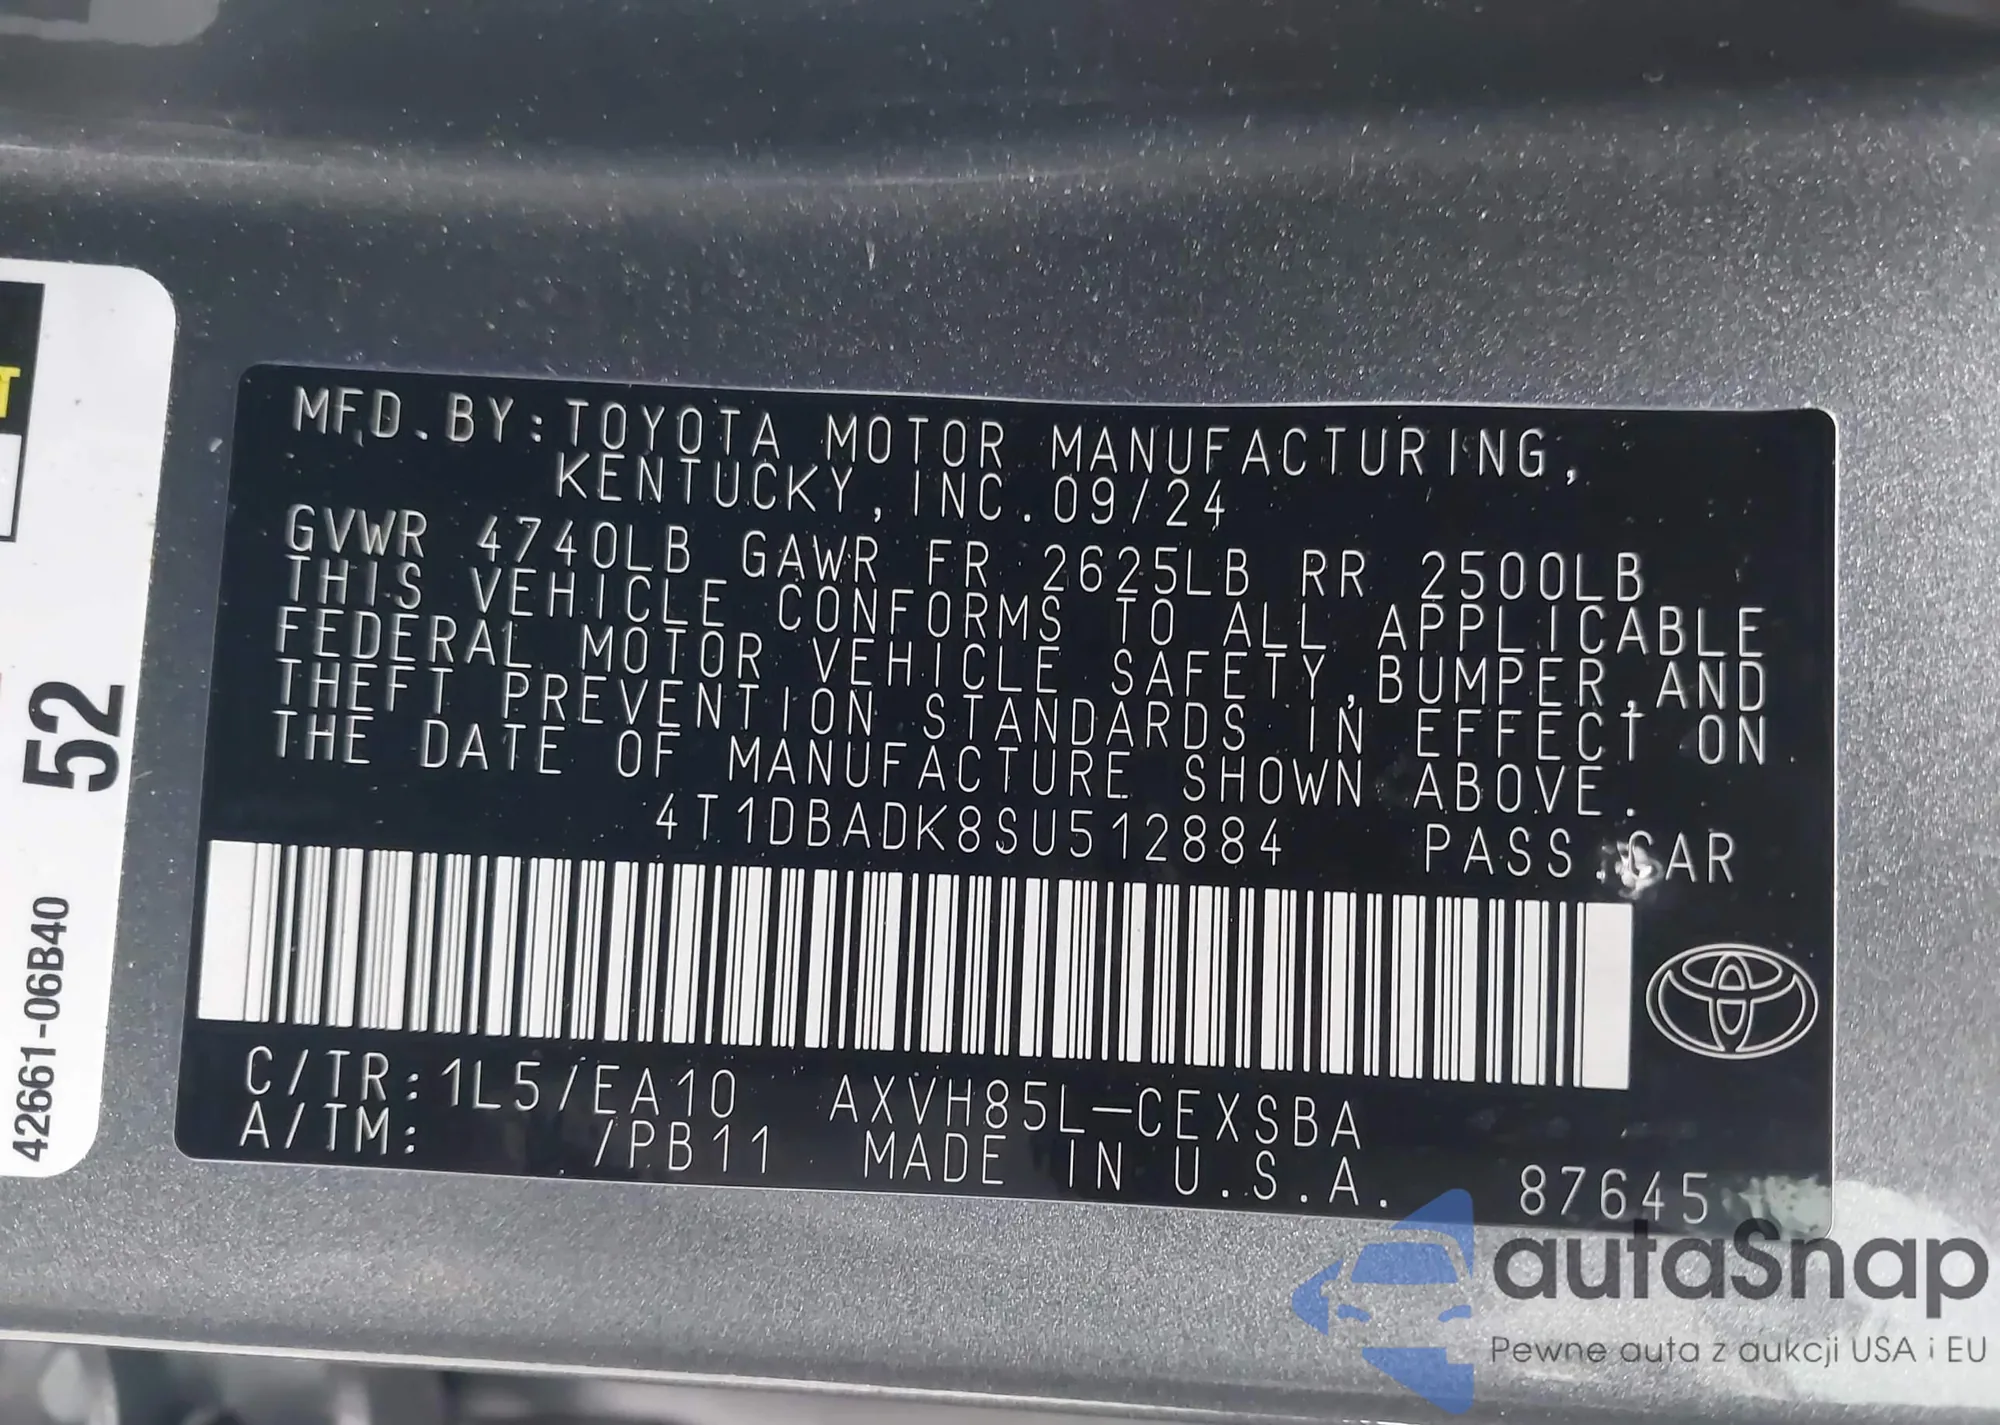 MFD.BY:TOYOTA MOTOR MANUFACTURING,
KENTUCKY, INC. 09/24
GVWR 4740LB GAWR FR 2625LB RR 2500LB
THIS VEHICLE CONFORMS TO ALL APPLICABLE
FEDERAL MOTOR VEHICLE SAFETY,BUMPER,AND
THEFT PREVENTION STANDARDS IN EFFECT ON
THE DATE OF MANUFACTURE SHOWN ABOVE.
4T1DBADK8SU512884 PASS.CAR
C/TR:1L5/EA10 AXVH85L-CEXSBA
A/TM: /PB11 MADE IN U.S.A. 87645
52
42661-06B40
T
autaSnap
Pewne auta z aukcji USA i EU